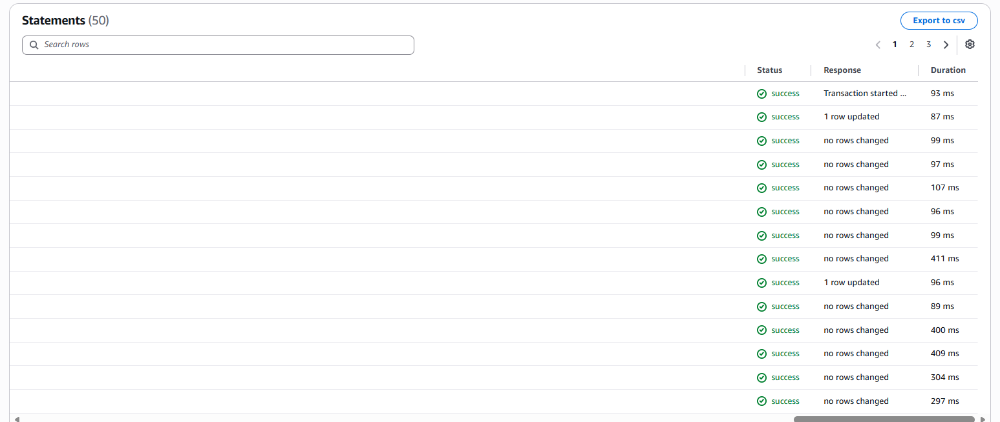 Statements (50)
Export to csv
Search rows
1 2 3
Status Response Duration
success Transaction started ... 93 ms
success 1 row updated 87 ms
success no rows changed 99 ms
success no rows changed 97 ms
success no rows changed 107 ms
success no rows changed 96 ms
success no rows changed 99 ms
success no rows changed 411 ms
success 1 row updated 96 ms
success no rows changed 89 ms
success no rows changed 400 ms
success no rows changed 409 ms
success no rows changed 304 ms
success no rows changed 297 ms